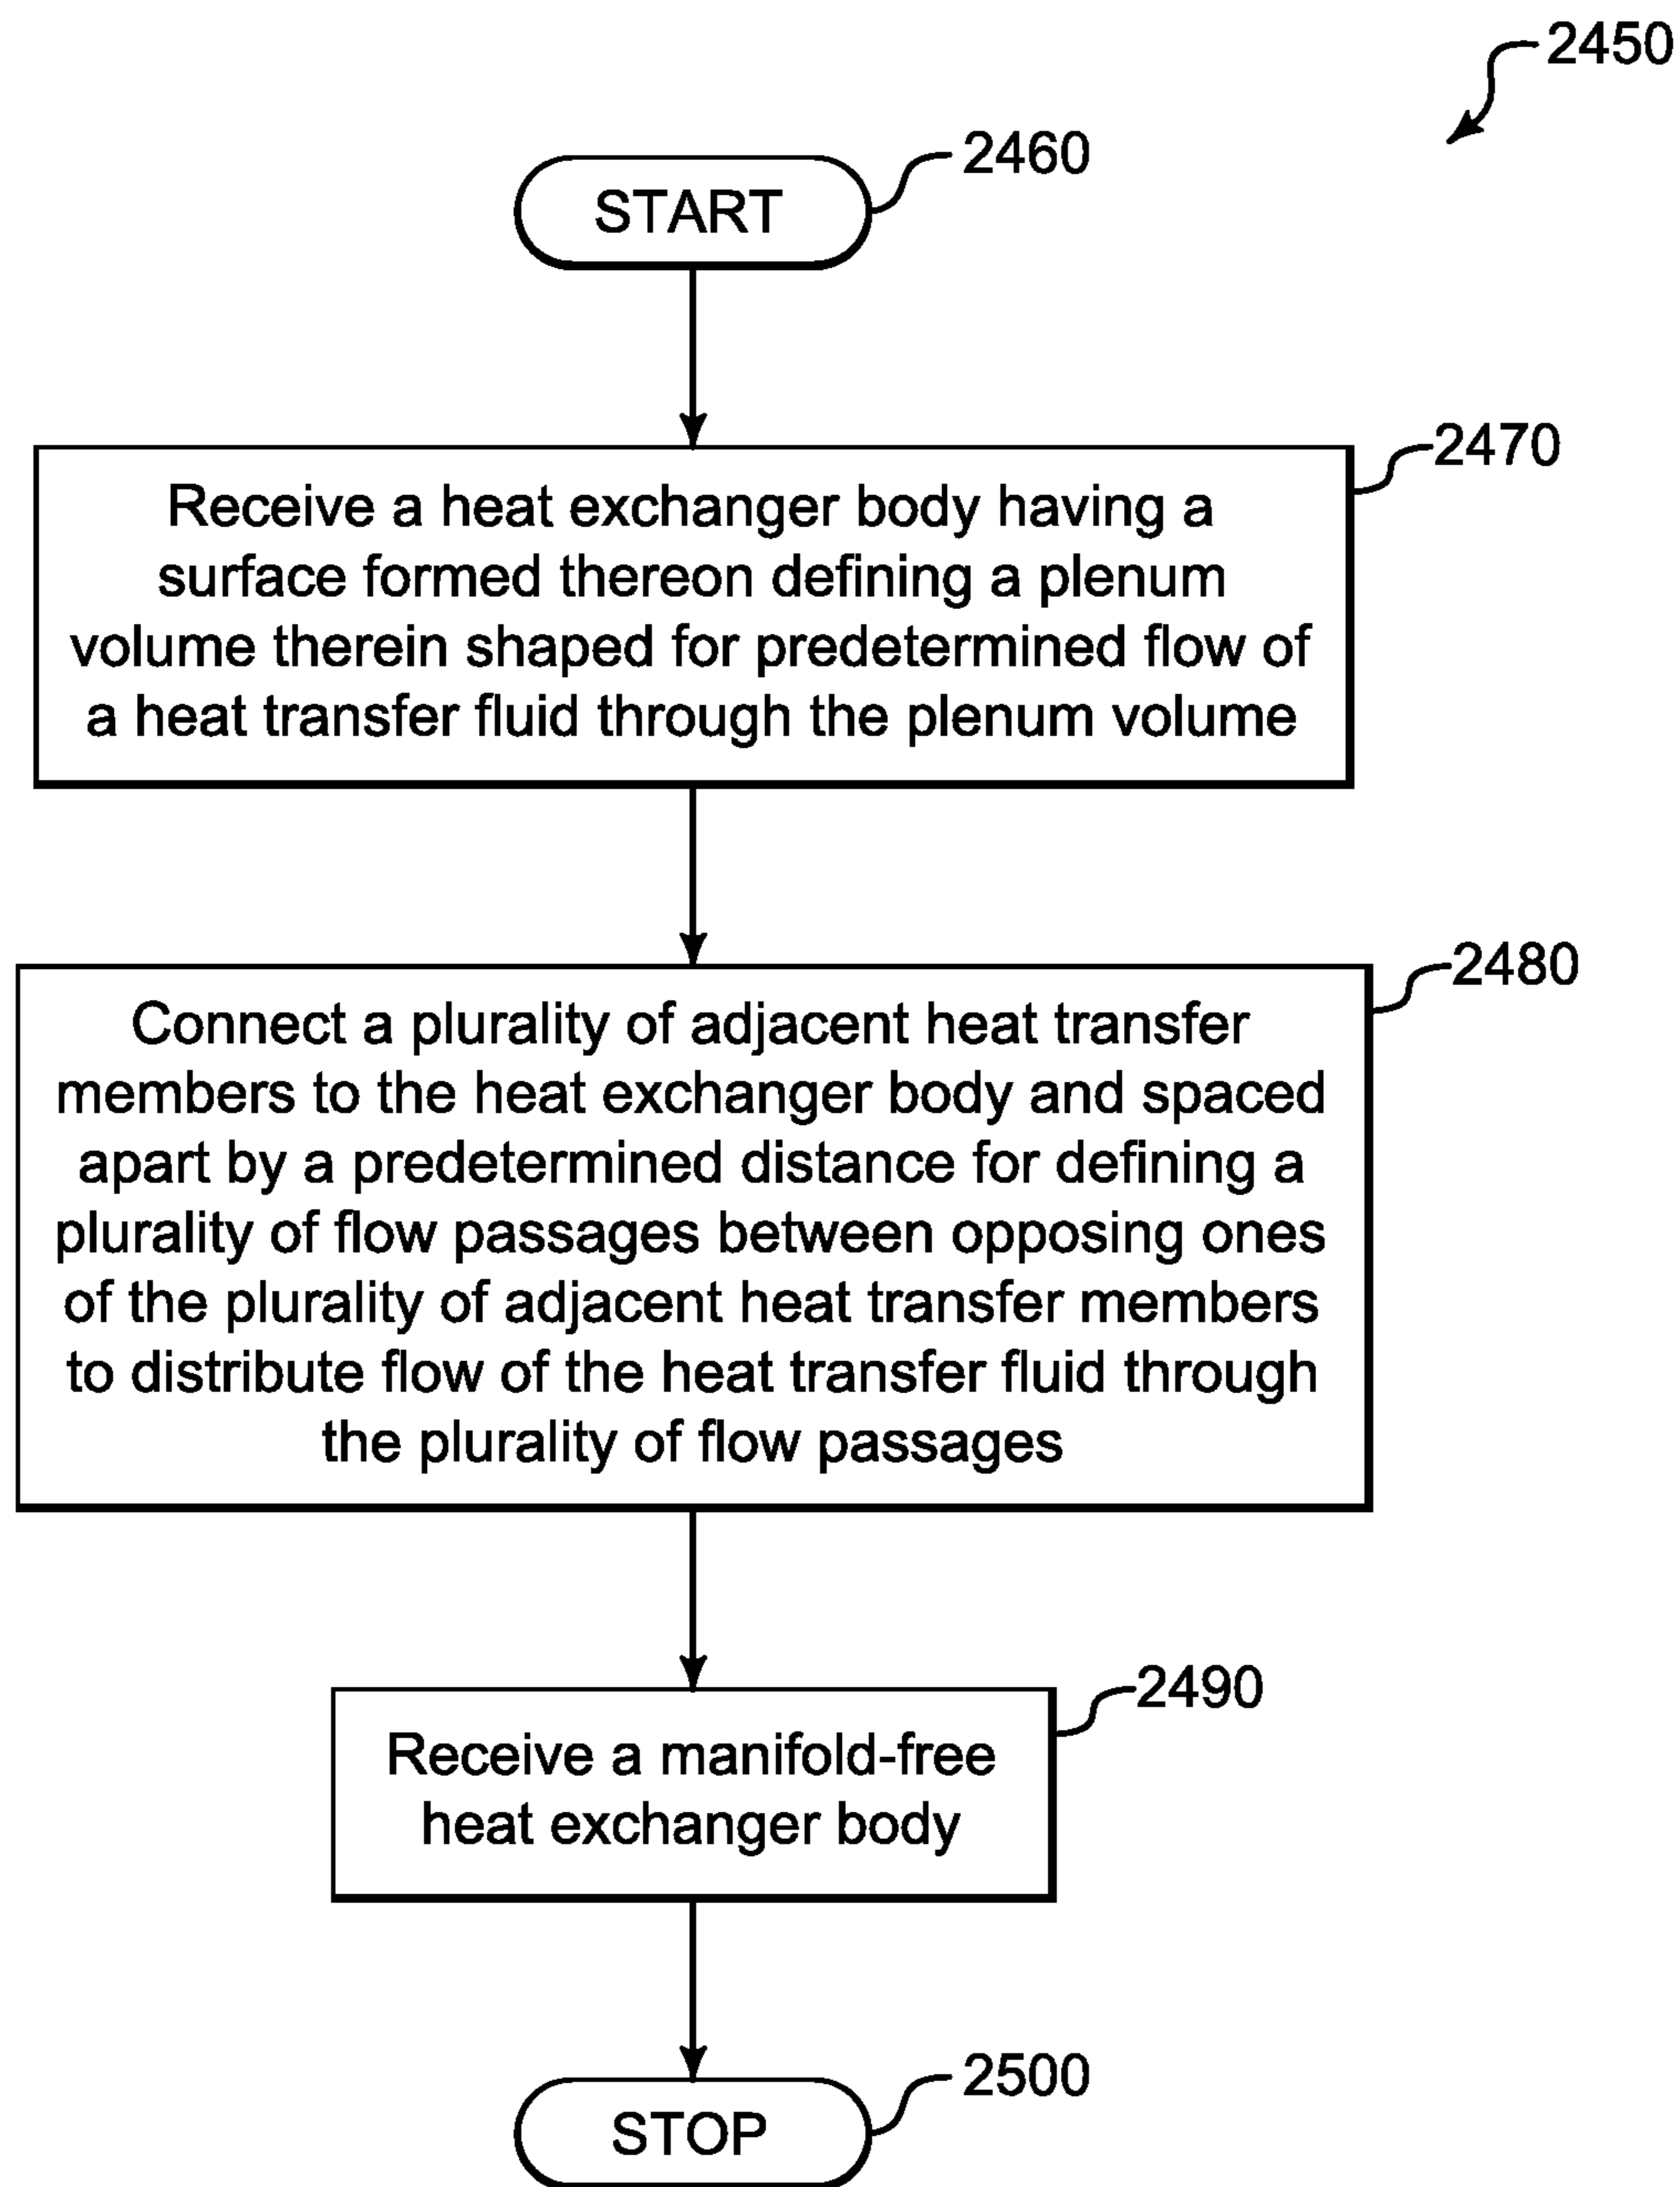 2450
2460
START
2470
Receive a heat exchanger body having a
surface formed thereon defining a plenum
volume therein shaped for predetermined flow of
a heat transfer fluid through the plenum volume
2480
Connect a plurality of adjacent heat transfer
members to the heat exchanger body and spaced
apart by a predetermined distance for defining a
plurality of flow passages between opposing ones
of the plurality of adjacent heat transfer members
to distribute flow of the heat transfer fluid through
the plurality of flow passages
2490
Receive a manifold-free
heat exchanger body
2500
STOP